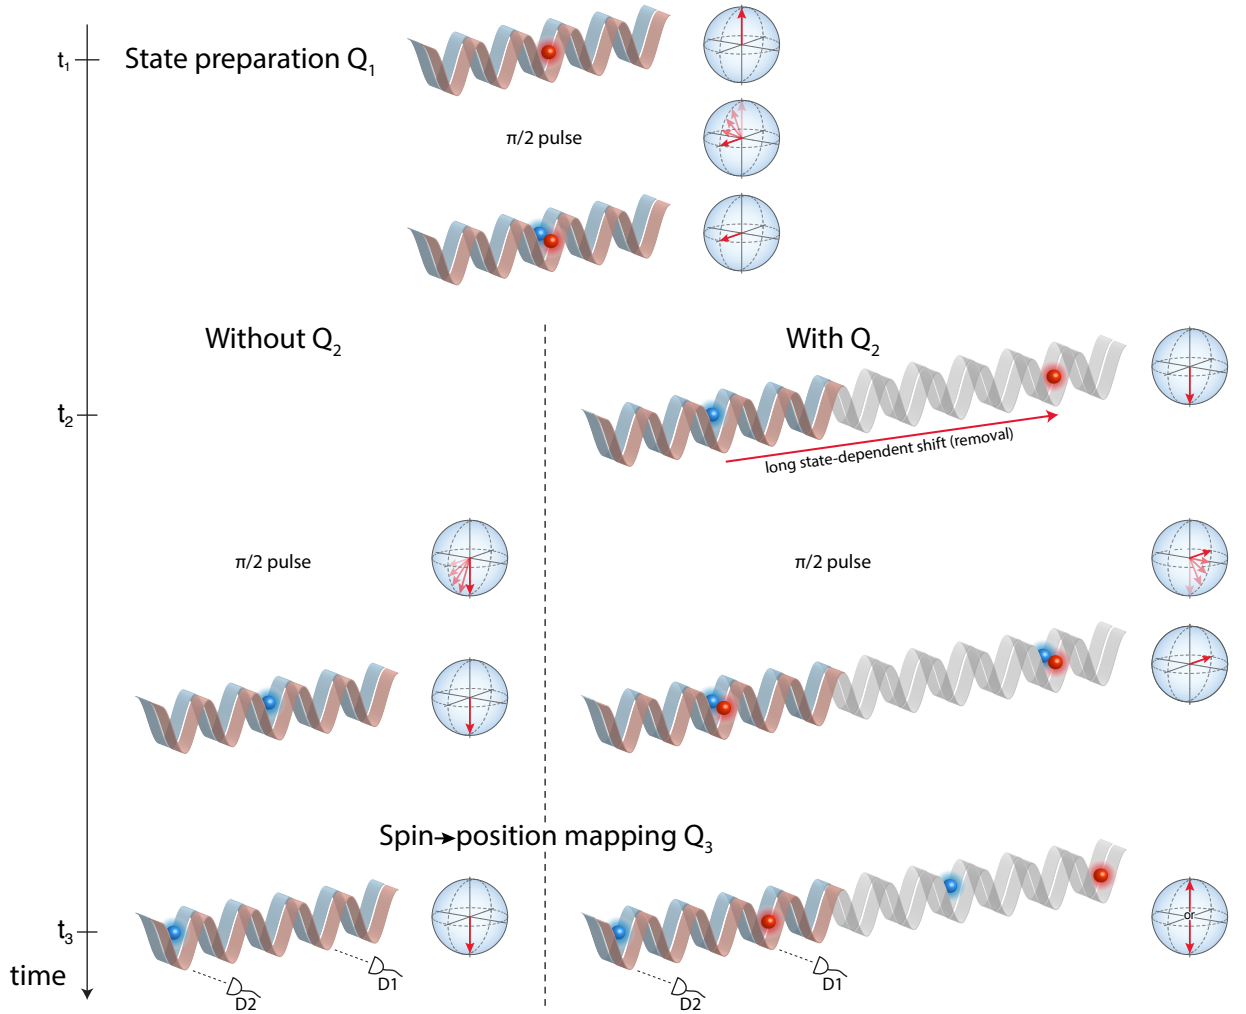 t1
State preparation Q1
π/2 pulse
Without Q2
With Q2
t2
long state-dependent shift (removal)
π/2 pulse
π/2 pulse
Spin→position mapping Q3
t3
or
time
D2
D1
D2
D1